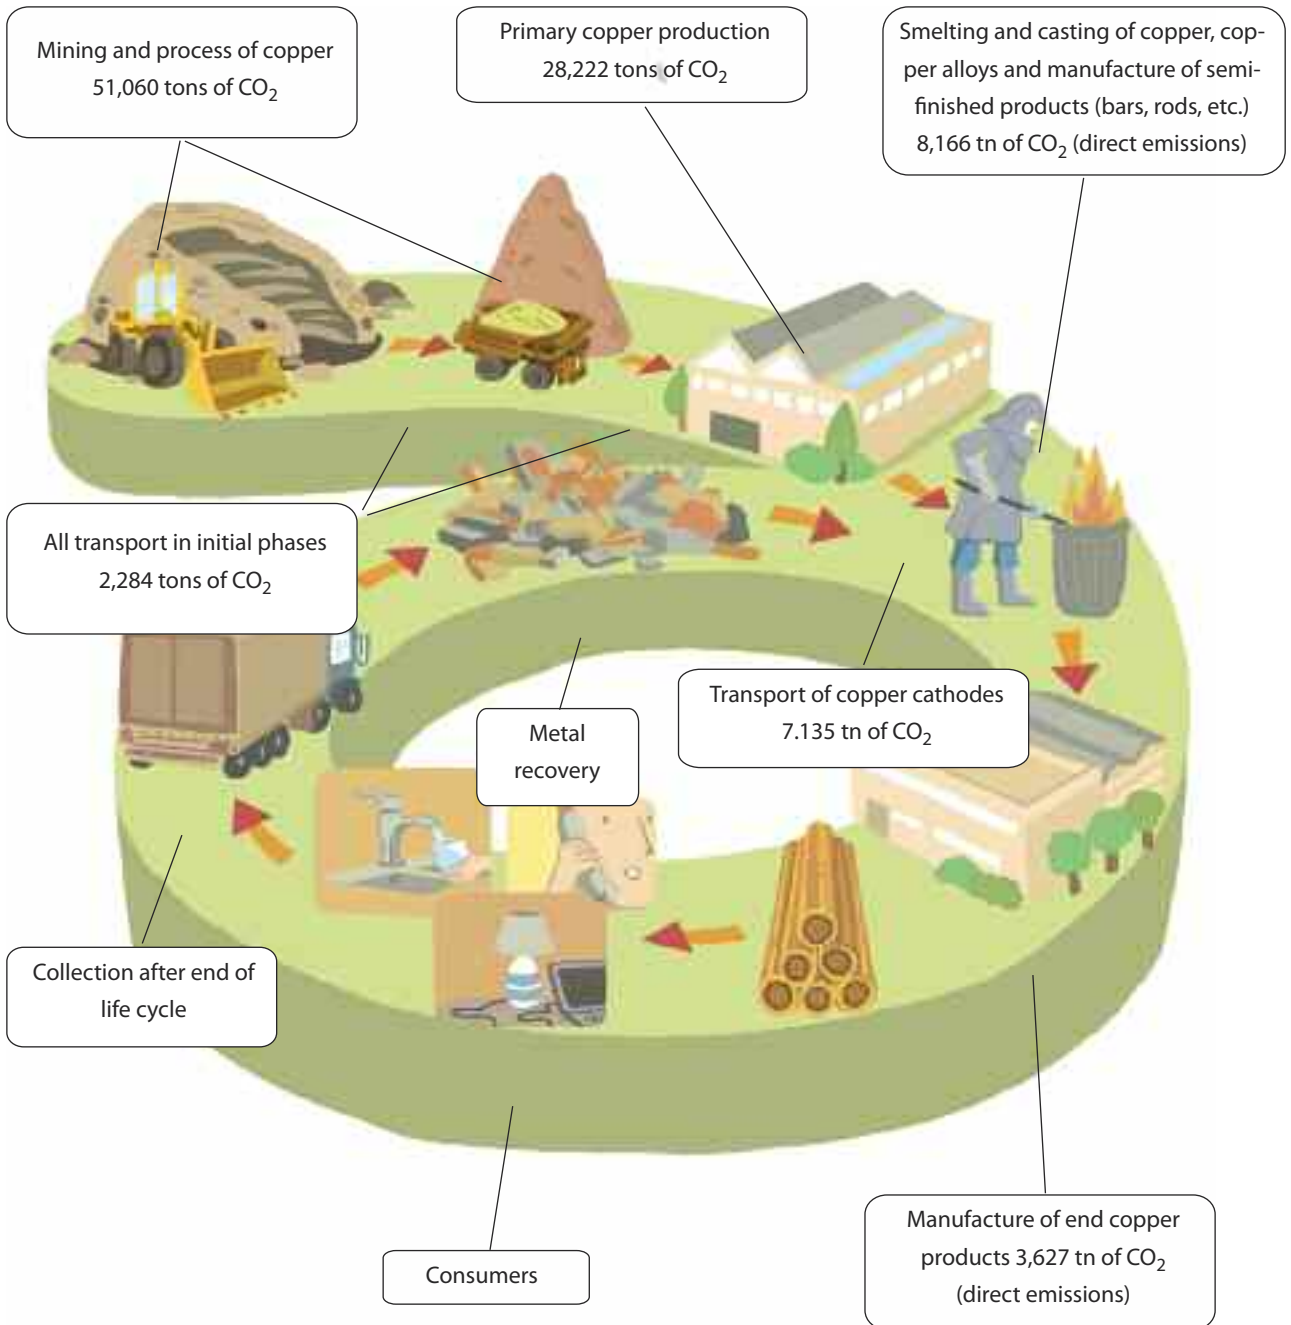 Mining and process of copper
51,060 tons of CO₂
Primary copper production
28,222 tons of CO₂
Smelting and casting of copper, cop-
per alloys and manufacture of semi-
finished products (bars, rods, etc.)
8,166 tn of CO₂ (direct emissions)
All transport in initial phases
2,284 tons of CO₂
Transport of copper cathodes
7.135 tn of CO₂
Metal
recovery
Collection after end of
life cycle
Consumers
Manufacture of end copper
products 3,627 tn of CO₂
(direct emissions)